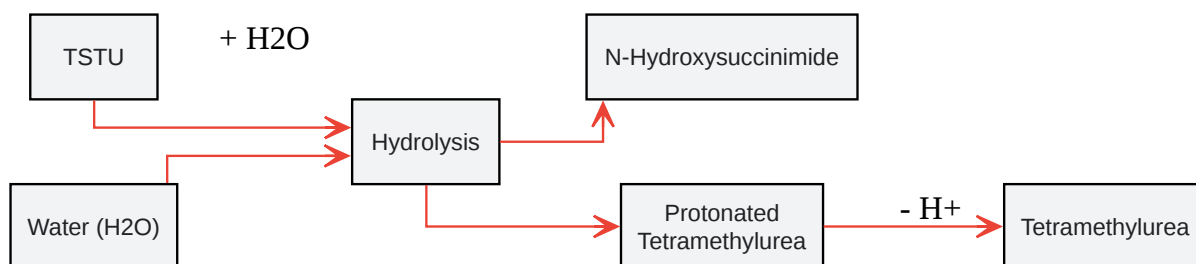 TSTU
+ H2O
N-Hydroxysuccinimide
Hydrolysis
Water (H2O)
Protonated
Tetramethylurea
- H+
Tetramethylurea